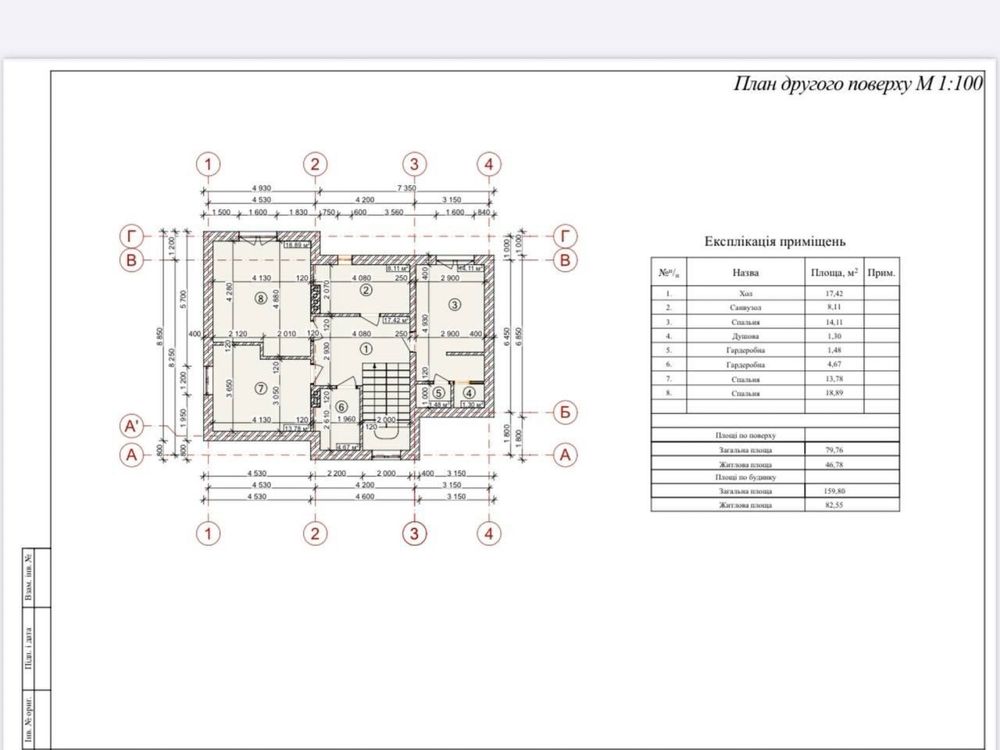 План другого поверху М 1:100
1 2 3 4
4 930 7 350
4 530 4 200 3 150
1 500 1 600 1 830 750 600 3 560 1 600 840
Г Г
В В
1 200
1 000 1 000
18.89 м² 8.11 м² 14.11 м²
4 130 120 4 080 250 400 2 900
2 070
4 280 4 880
8 2 3
5 700
17.42 м²
400 2 120 2 010 120 4 080 250 2 900 400
120 120 4 930
8 850 8 250 6 450 6 850
1
2 930
120
1 200
3 650 3 050
7 6 5 4
120 120
1 000
1.48 м² 1.30 м²
1 950
4 130 120 2 610 1 960 2 000
120
13.78 м² 4.67 м²
Б
А' А А
800 800 1 800 1 800
4 530 2 200 2 000 400 3 150
4 530 4 200 3 150
4 530 4 600 3 150
1 2 3 4
Експлікація приміщень
№п/ц Назва Площа, м² Прим.
1. Хол 17,42
2. Санвузол 8,11
3. Спальня 14,11
4. Душова 1,30
5. Гардеробна 1,48
6. Гардеробна 4,67
7. Спальня 13,78
8. Спальня 18,89
Площі по поверху
Загальна площа 79,76
Житлова площа 46,78
Площі по будинку
Загальна площа 159,80
Житлова площа 82,55
Взам. інв. №
Підп. і дата
Інв. № ориг.